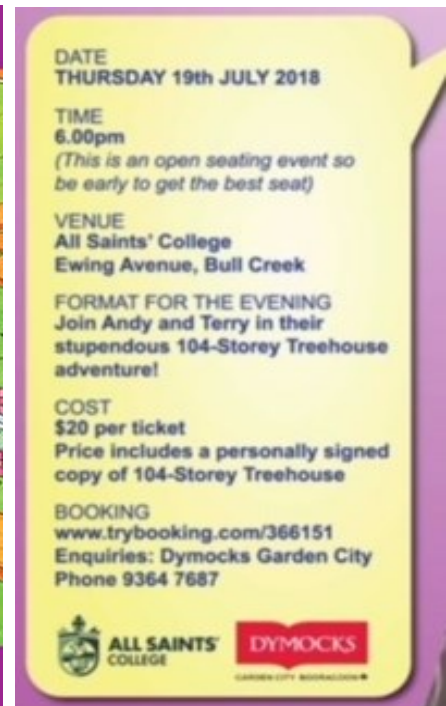 DATE
THURSDAY 19th JULY 2018
TIME
6.00pm
(This is an open seating event so
be early to get the best seat)
VENUE
All Saints' College
Ewing Avenue, Bull Creek
FORMAT FOR THE EVENING
Join Andy and Terry in their
stupendous 104-Storey Treehouse
adventure!
COST
$20 per ticket
Price includes a personally signed
copy of 104-Storey Treehouse
BOOKING
www.trybooking.com/366151
Enquiries: Dymocks Garden City
Phone 9364 7687
ALL SAINTS'
COLLEGE
DYMOCKS
GARDEN CITY BOORAGOON